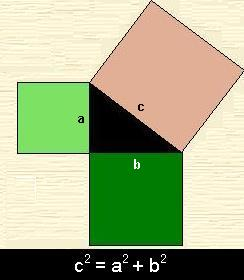 c
a
b
c² = a² + b²